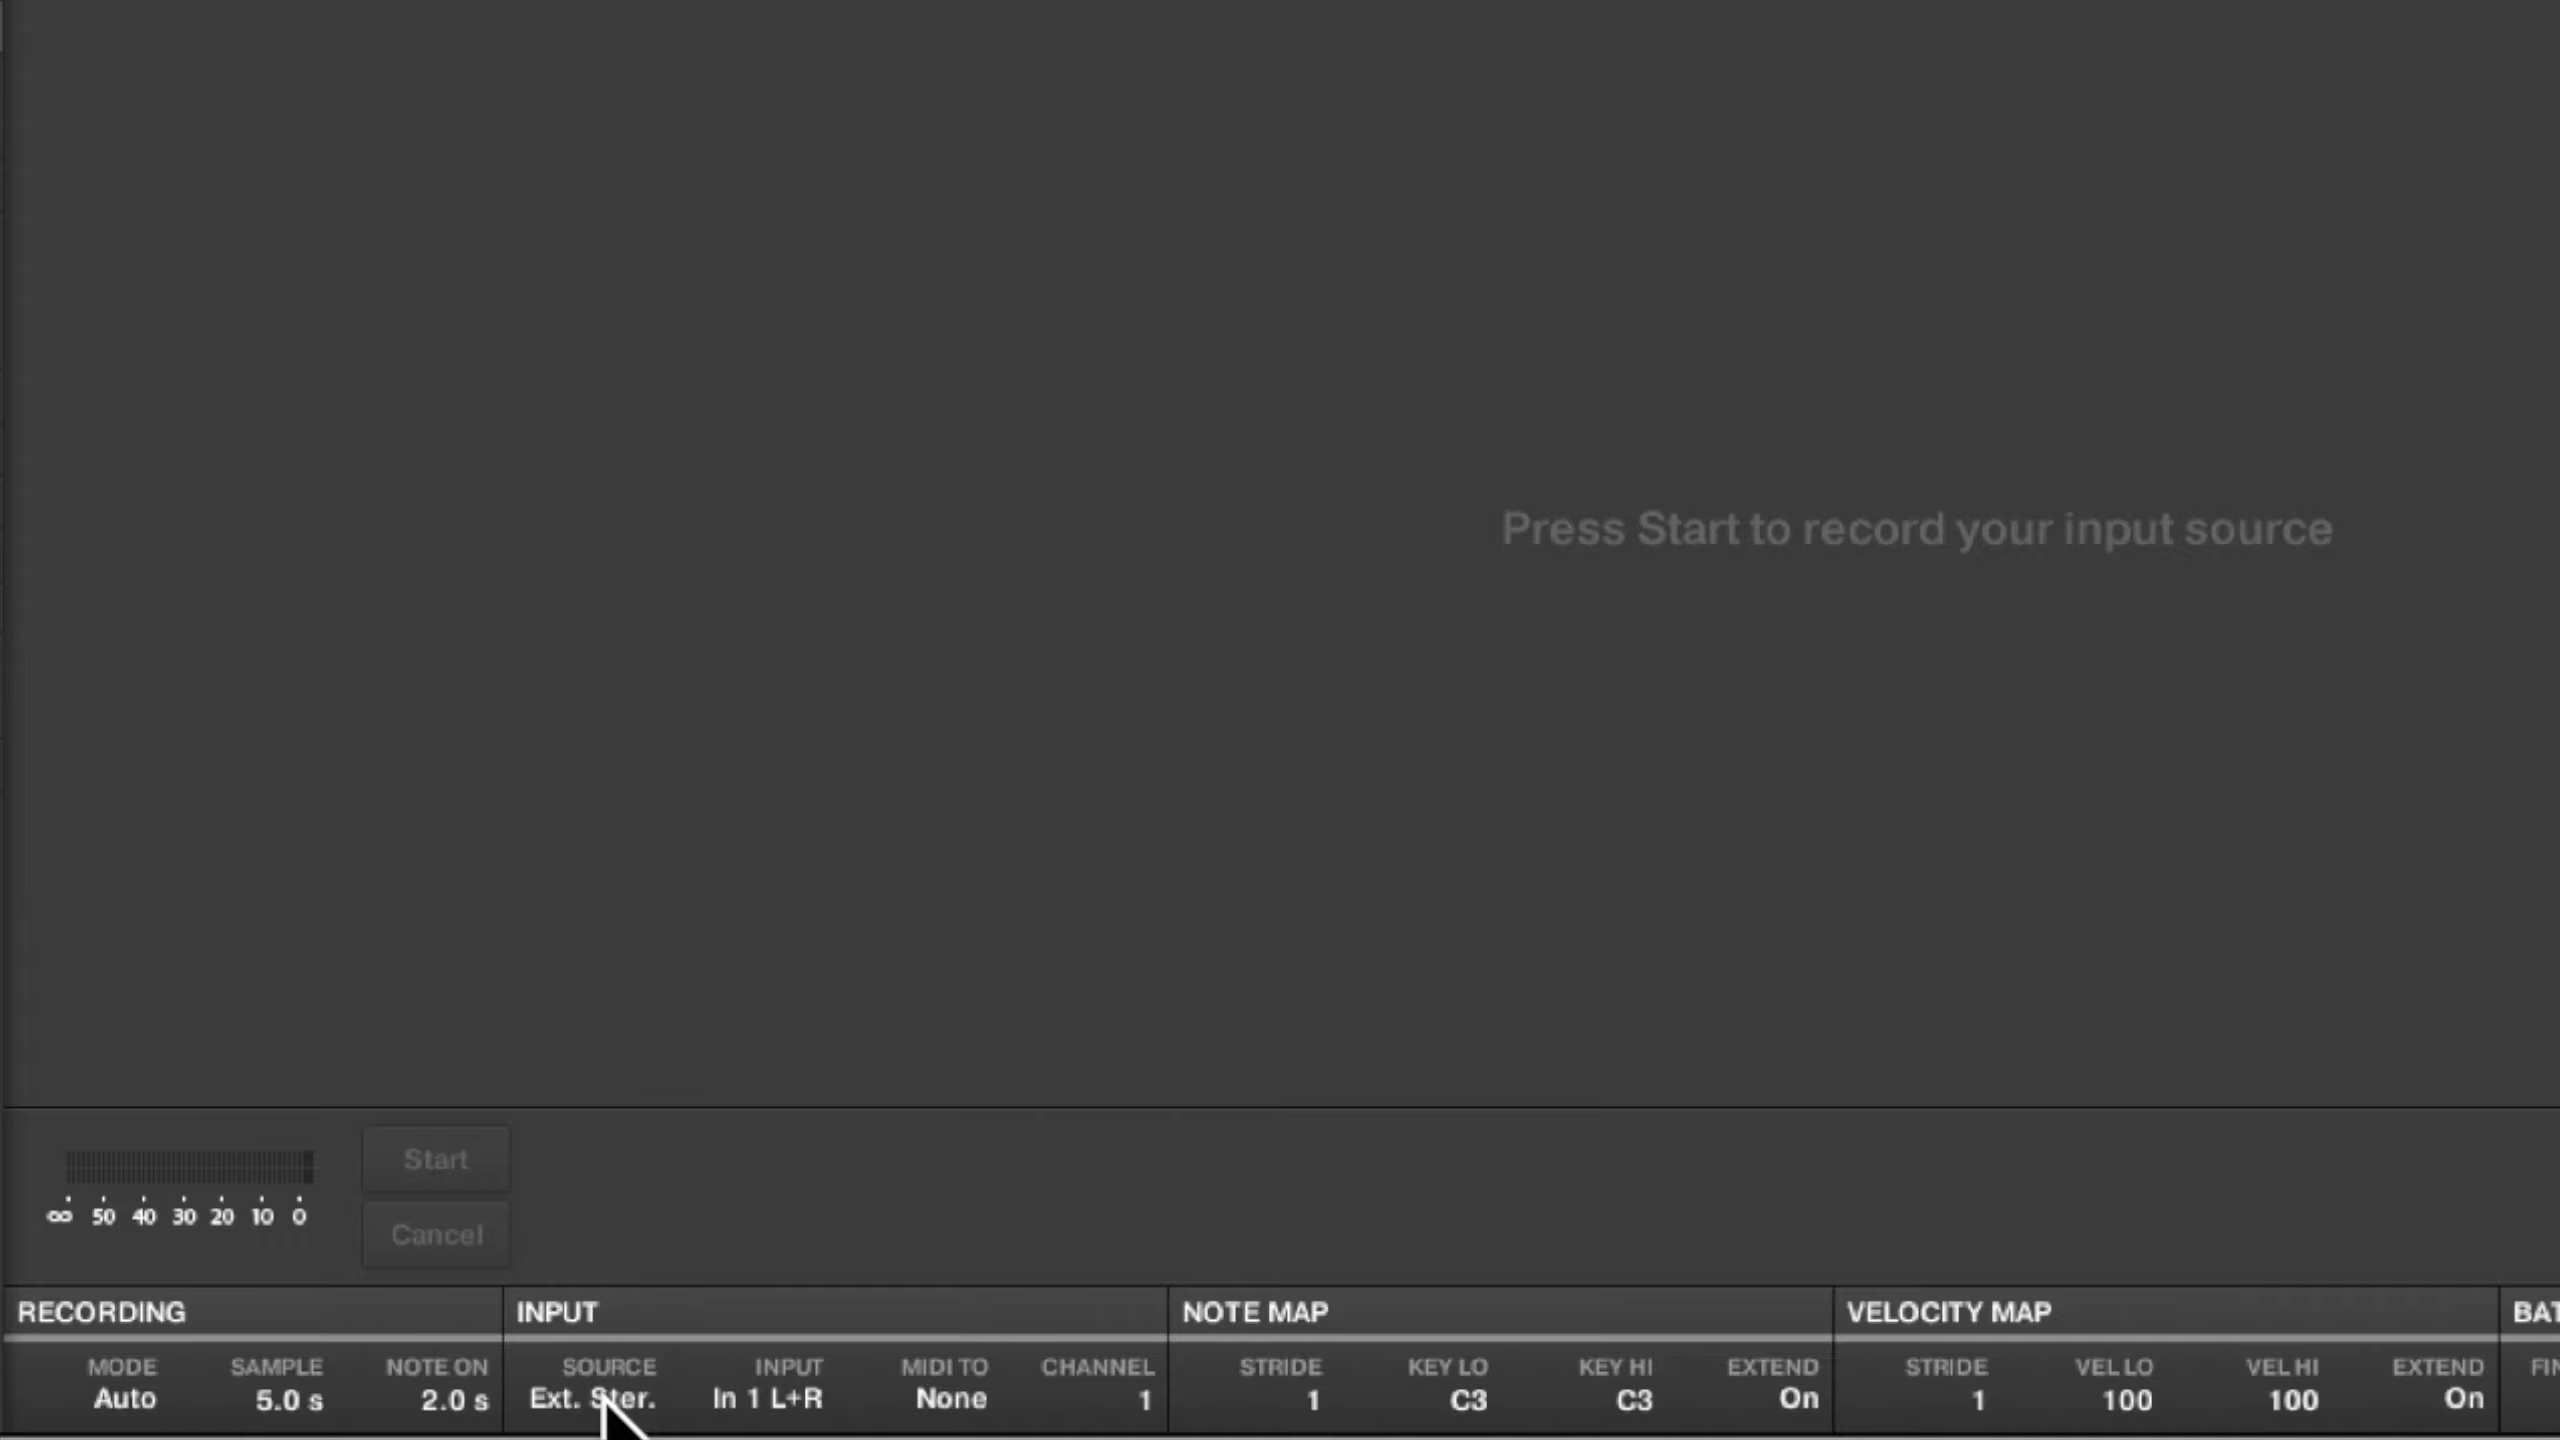 Press Start to record your input source
Start
∞ 50 40 30 20 10 0
Cancel
RECORDING INPUT NOTE MAP VELOCITY MAP
MODE SAMPLE NOTE ON SOURCE INPUT MIDI TO CHANNEL STRIDE KEY LO KEY HI EXTEND STRIDE VEL LO VEL HI EXTEND
Auto 5.0 s 2.0 s Ext. Ster. In 1 L+R None 1 1 C3 C3 On 1 100 100 On